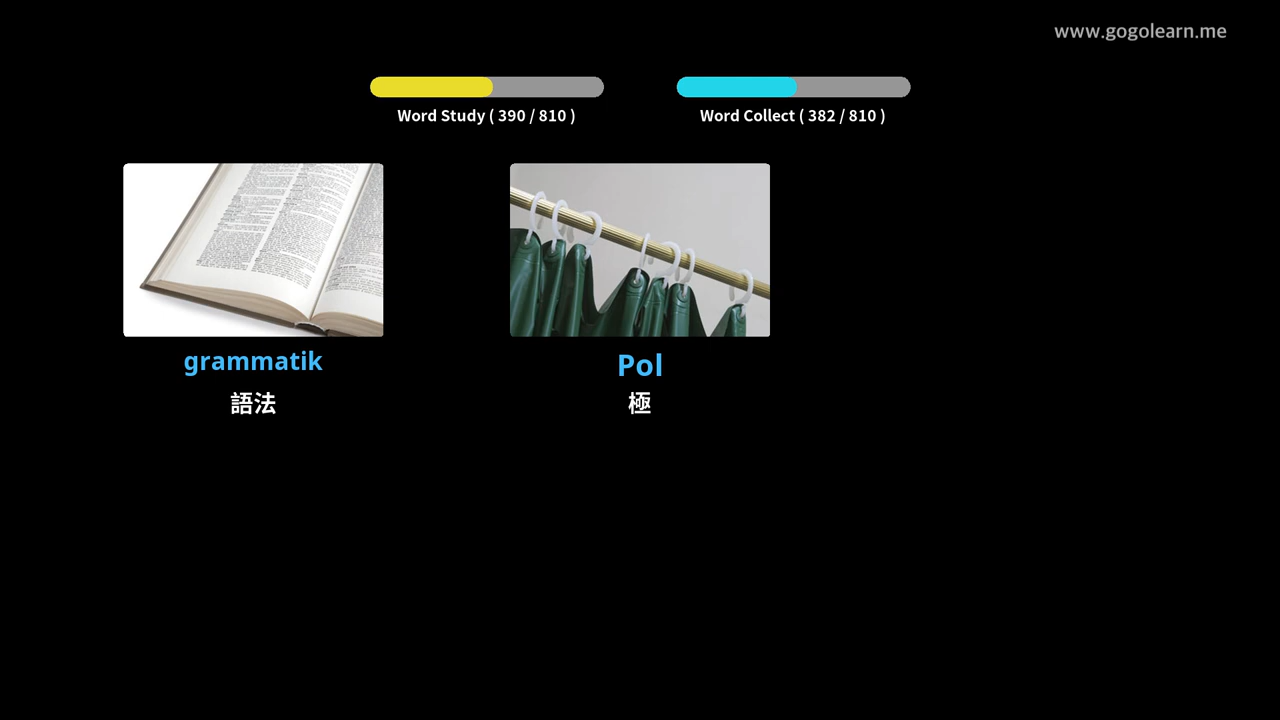 www.gogolearn.me
Word Study ( 390 / 810 )
Word Collect ( 382 / 810 )
grammatik
語法
Pol
極